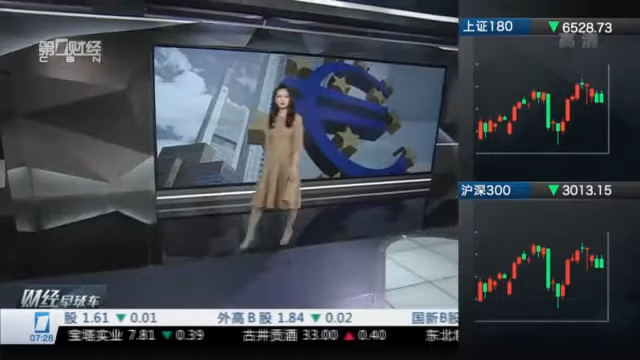 第一财经
CBN
上证180 ▼6528.73
高清
沪深300 ▼3013.15
财经早班车
股 1.61 ▼0.01 外高B股 1.84 ▼0.02 国新B股
07:28
宝塔实业 7.81 ▼0.39 古井贡酒 33.00 ▲0.40 东北